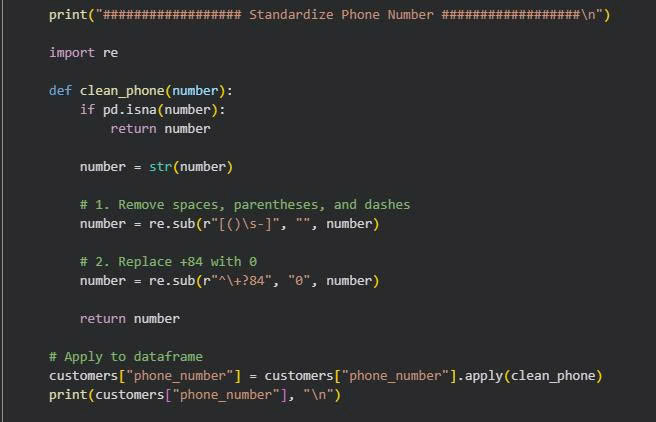 print("################## Standardize Phone Number ##################\n")
import re
def clean_phone(number):
if pd.isna(number):
return number
number = str(number)
# 1. Remove spaces, parentheses, and dashes
number = re.sub(r"[()\s-]", "", number)
# 2. Replace +84 with 0
number = re.sub(r"^\+?84", "0", number)
return number
# Apply to dataframe
customers["phone_number"] = customers["phone_number"].apply(clean_phone)
print(customers["phone_number"], "\n")